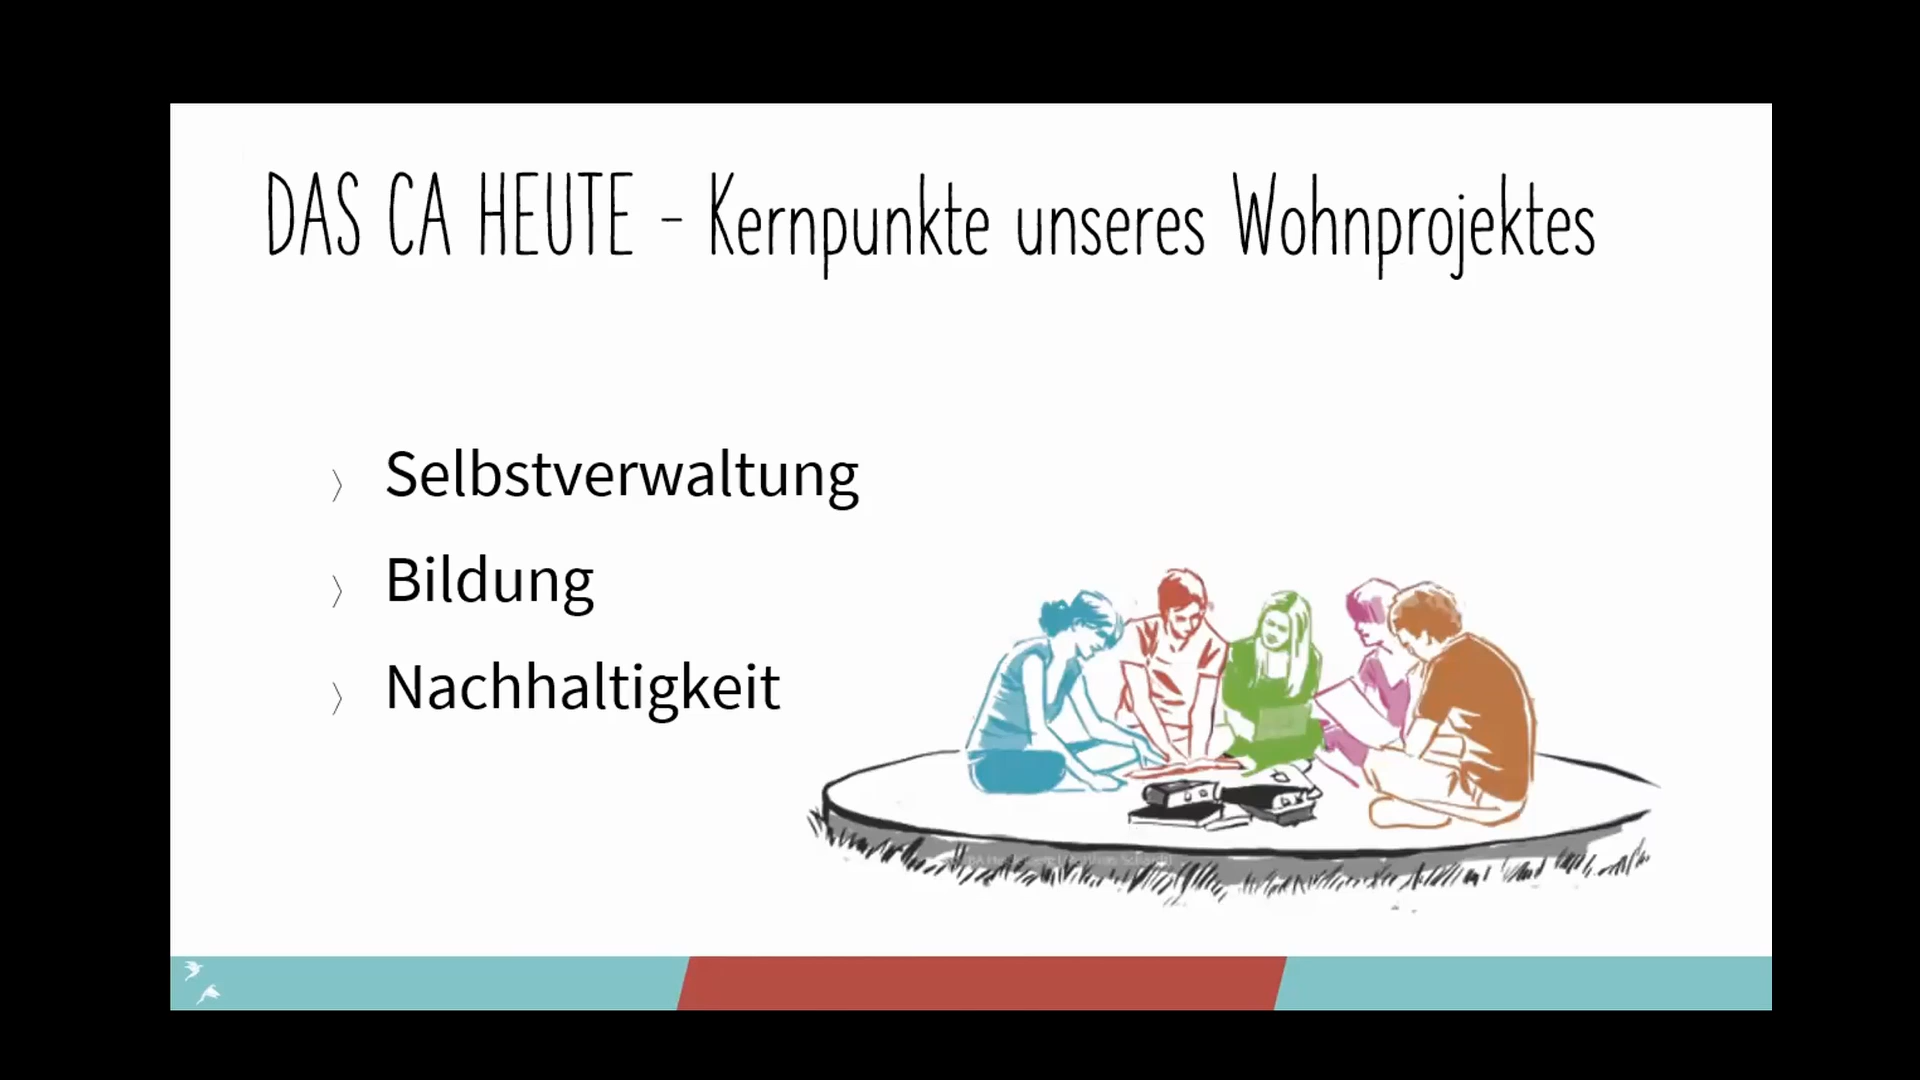 DAS CA HEUTE - Kernpunkte unseres Wohnprojektes
Selbstverwaltung
Bildung
Nachhaltigkeit